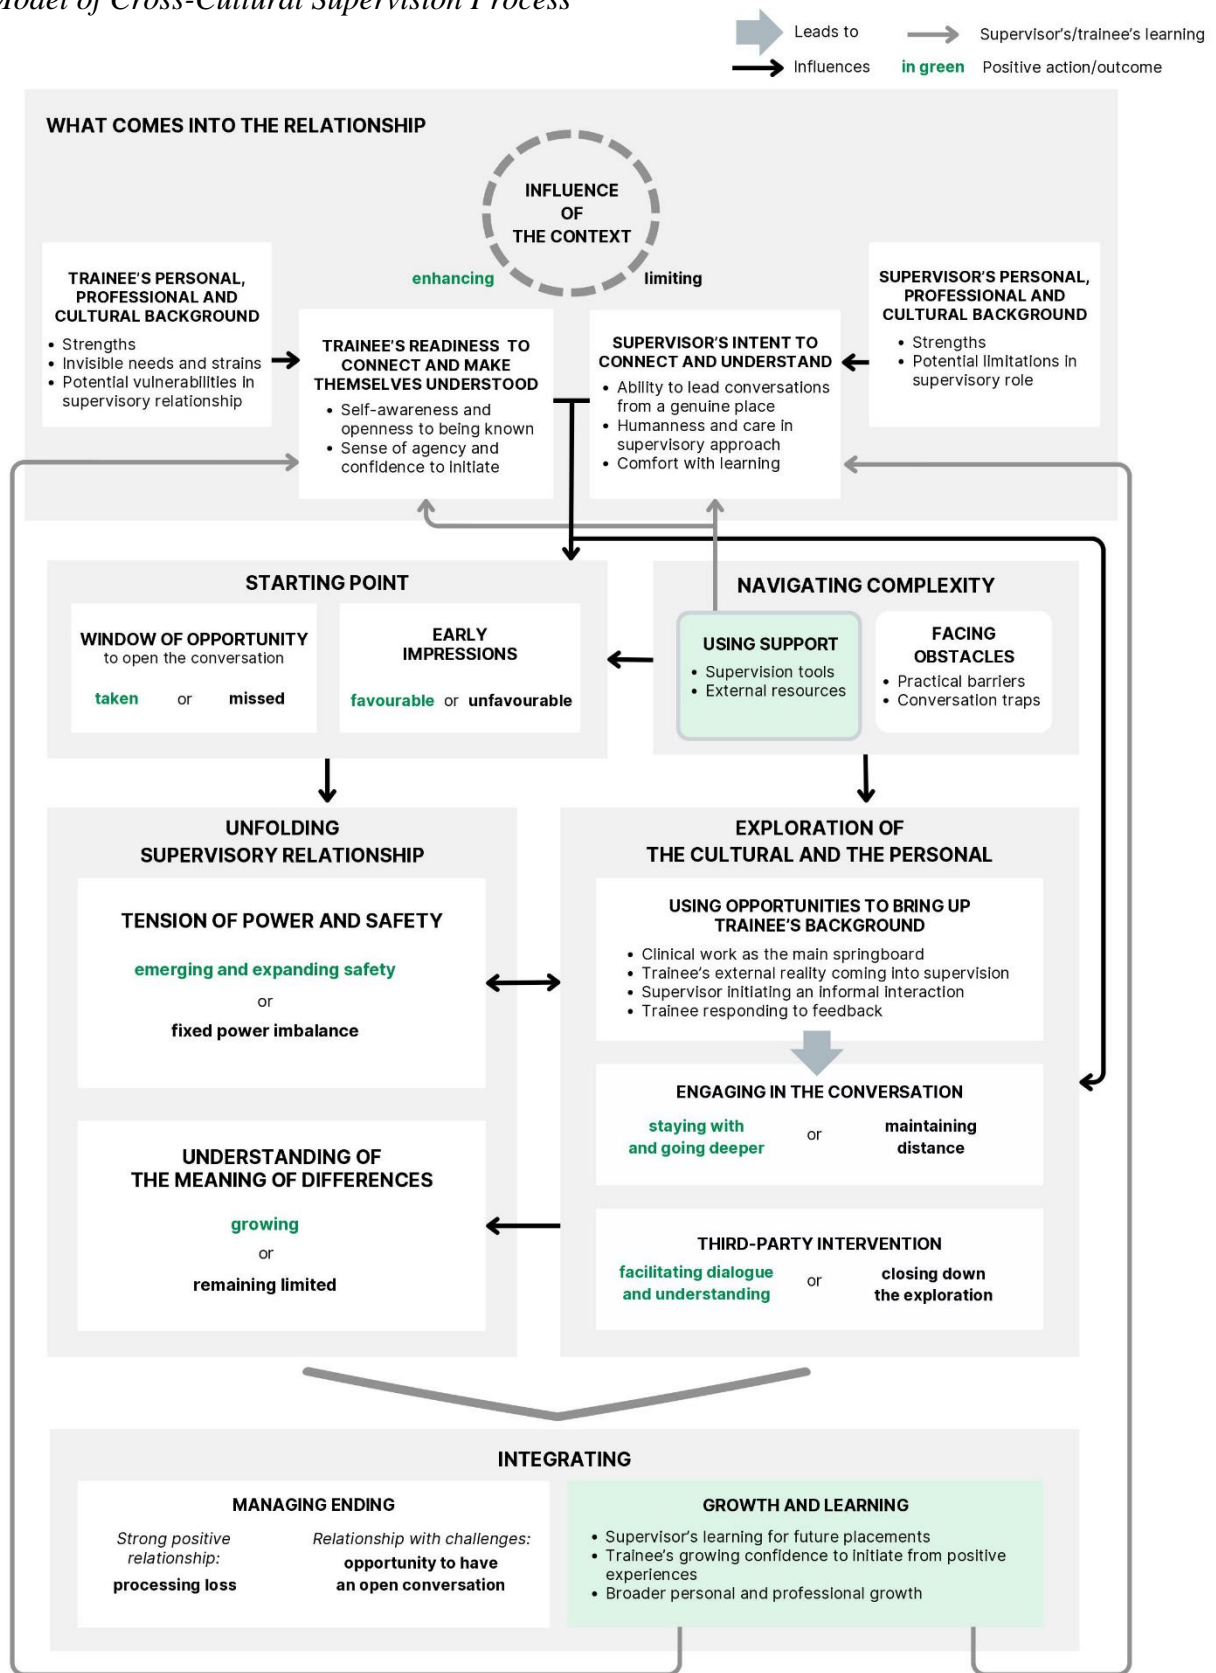 Model of Cross-Cultural Supervision Process
Leads to
Supervisor's/trainee's learning
Influences
in green
Positive action/outcome
WHAT COMES INTO THE RELATIONSHIP
INFLUENCE
OF
THE CONTEXT
enhancing
limiting
TRAINEE'S PERSONAL,
PROFESSIONAL AND
CULTURAL BACKGROUND
• Strengths
• Invisible needs and strains
• Potential vulnerabilities in
supervisory relationship
TRAINEE'S READINESS TO
CONNECT AND MAKE
THEMSELVES UNDERSTOOD
• Self-awareness and
openness to being known
• Sense of agency and
confidence to initiate
SUPERVISOR'S INTENT TO
CONNECT AND UNDERSTAND
• Ability to lead conversations
from a genuine place
• Humanness and care in
supervisory approach
• Comfort with learning
SUPERVISOR'S PERSONAL,
PROFESSIONAL AND
CULTURAL BACKGROUND
• Strengths
• Potential limitations in
supervisory role
STARTING POINT
WINDOW OF OPPORTUNITY
to open the conversation
taken or missed
EARLY
IMPRESSIONS
favourable or unfavourable
NAVIGATING COMPLEXITY
USING SUPPORT
• Supervision tools
• External resources
FACING
OBSTACLES
• Practical barriers
• Conversation traps
UNFOLDING
SUPERVISORY RELATIONSHIP
TENSION OF POWER AND SAFETY
emerging and expanding safety
or
fixed power imbalance
UNDERSTANDING OF
THE MEANING OF DIFFERENCES
growing
or
remaining limited
EXPLORATION OF
THE CULTURAL AND THE PERSONAL
USING OPPORTUNITIES TO BRING UP
TRAINEE'S BACKGROUND
• Clinical work as the main springboard
• Trainee's external reality coming into supervision
• Supervisor initiating an informal interaction
• Trainee responding to feedback
ENGAGING IN THE CONVERSATION
staying with
and going deeper
or
maintaining
distance
THIRD-PARTY INTERVENTION
facilitating dialogue
and understanding
or
closing down
the exploration
INTEGRATING
MANAGING ENDING
Strong positive
relationship:
processing loss
Relationship with challenges:
opportunity to have
an open conversation
GROWTH AND LEARNING
• Supervisor's learning for future placements
• Trainee's growing confidence to initiate from positive
experiences
• Broader personal and professional growth